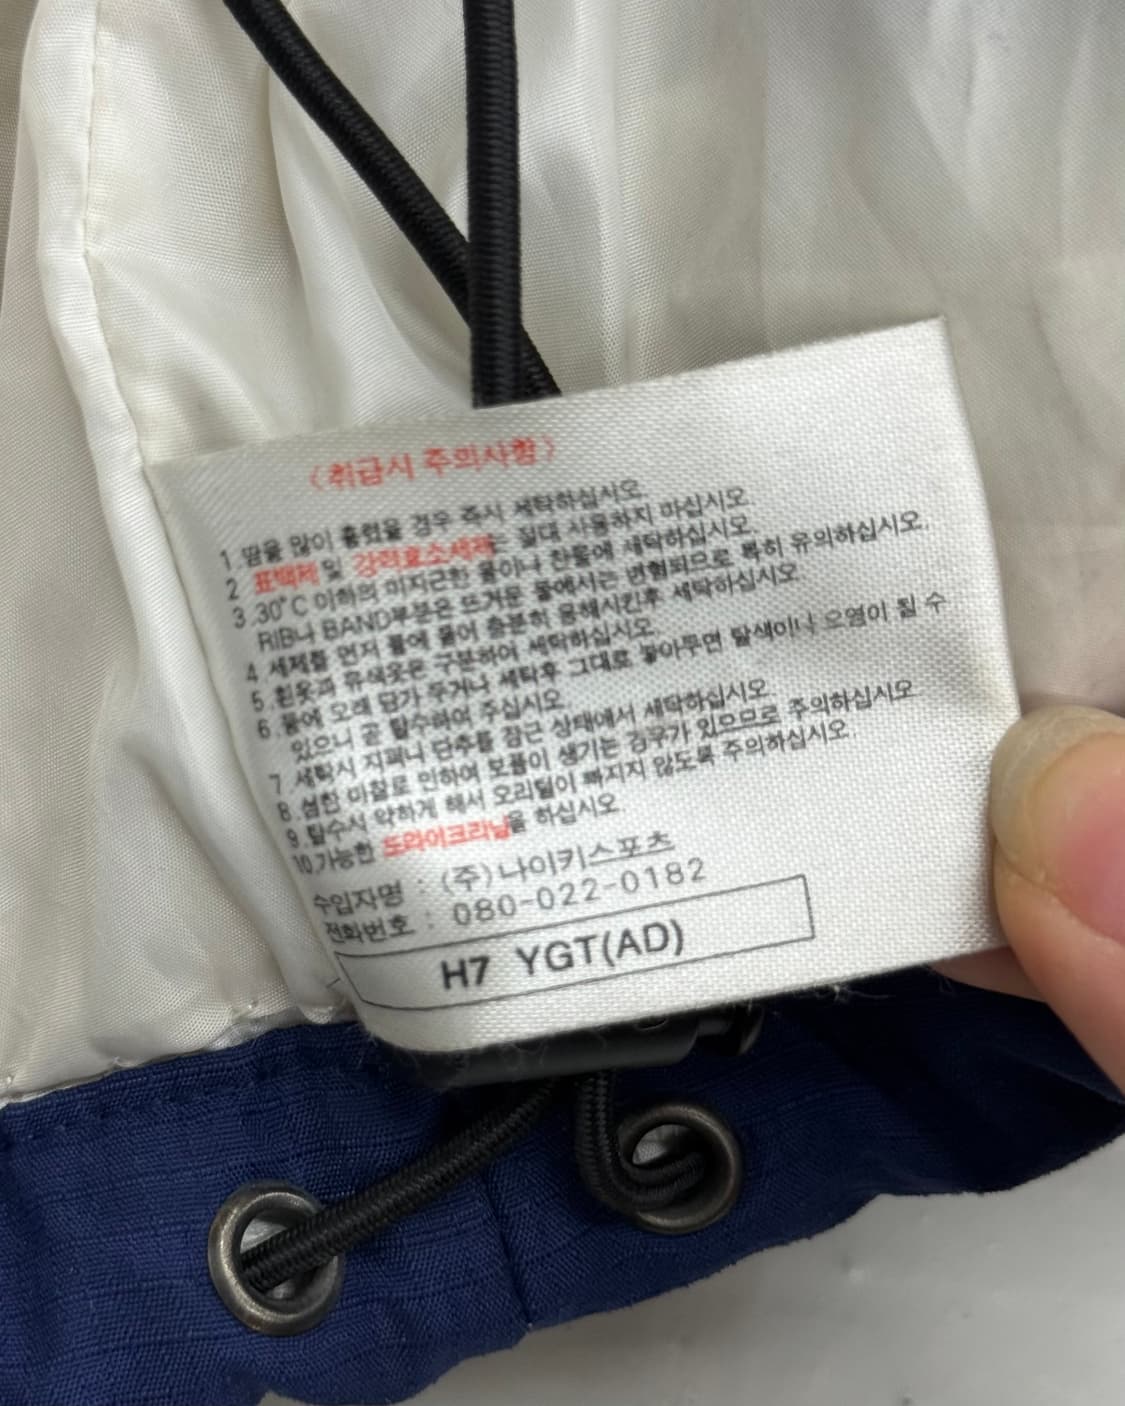 〈취급시 주의사항〉
1.땀을 많이 흘렸을 경우 즉시 세탁하십시오.
2 표백제및 강력효소세제는 절대 사용하지 마십시오.
3.30°C 이하의 미지근한 물이나 찬물에 세탁하십시오.
RIB나 BAND부분은 뜨거운 물에서는 변형되므로 특히 유의하십시오.
4 세제를 먼저 물에 풀어 충분히 용해시킨후 세탁하십시오.
5.흰옷과 유색옷은 구분하여 세탁하십시오.
6.물에 오래 담가 두거나 세탁후 그대로 놓아두면 탈색이나 오염이 될 수
있으니 곧 탈수하여 주십시오
7 세탁시 지퍼나 단추를 잠근 상태에서 세탁하십시오.
8.심한 마찰로 인하여 보풀이 생기는 경우가 있으므로 주의하십시오
9.탈수시 약하게 해서 오리털이 빠지지 않도록 주의하십시오.
10.가능한 드라이크리닝을 하십시오
수입자명 : (주)나이키스포츠
전화번호 : 080-022-0182
H7 YGT(AD)